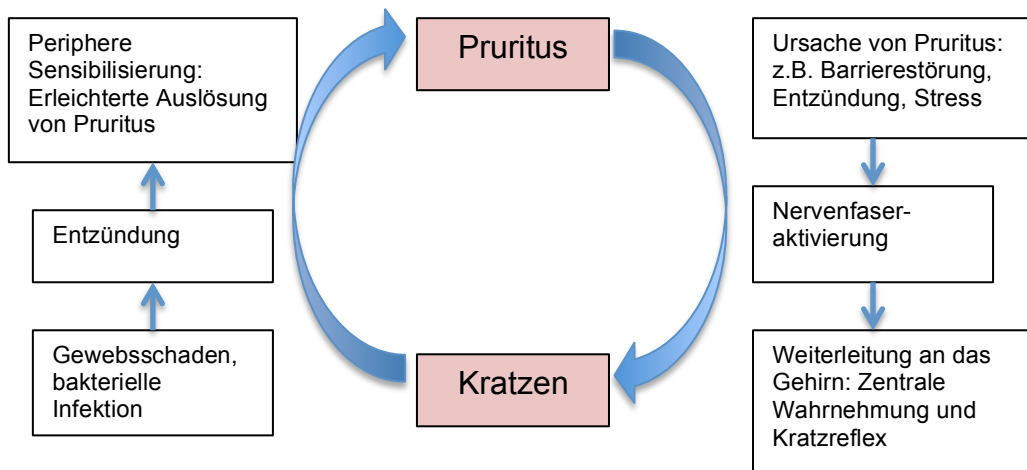 Periphere
Sensibilisierung:
Erleichterte Auslösung
von Pruritus
Entzündung
Gewebsschaden,
bakterielle
Infektion
Pruritus
Kratzen
Ursache von Pruritus:
z.B. Barrierestörung,
Entzündung, Stress
Nervenfaser-
aktivierung
Weiterleitung an das
Gehirn: Zentrale
Wahrnehmung und
Kratzreflex